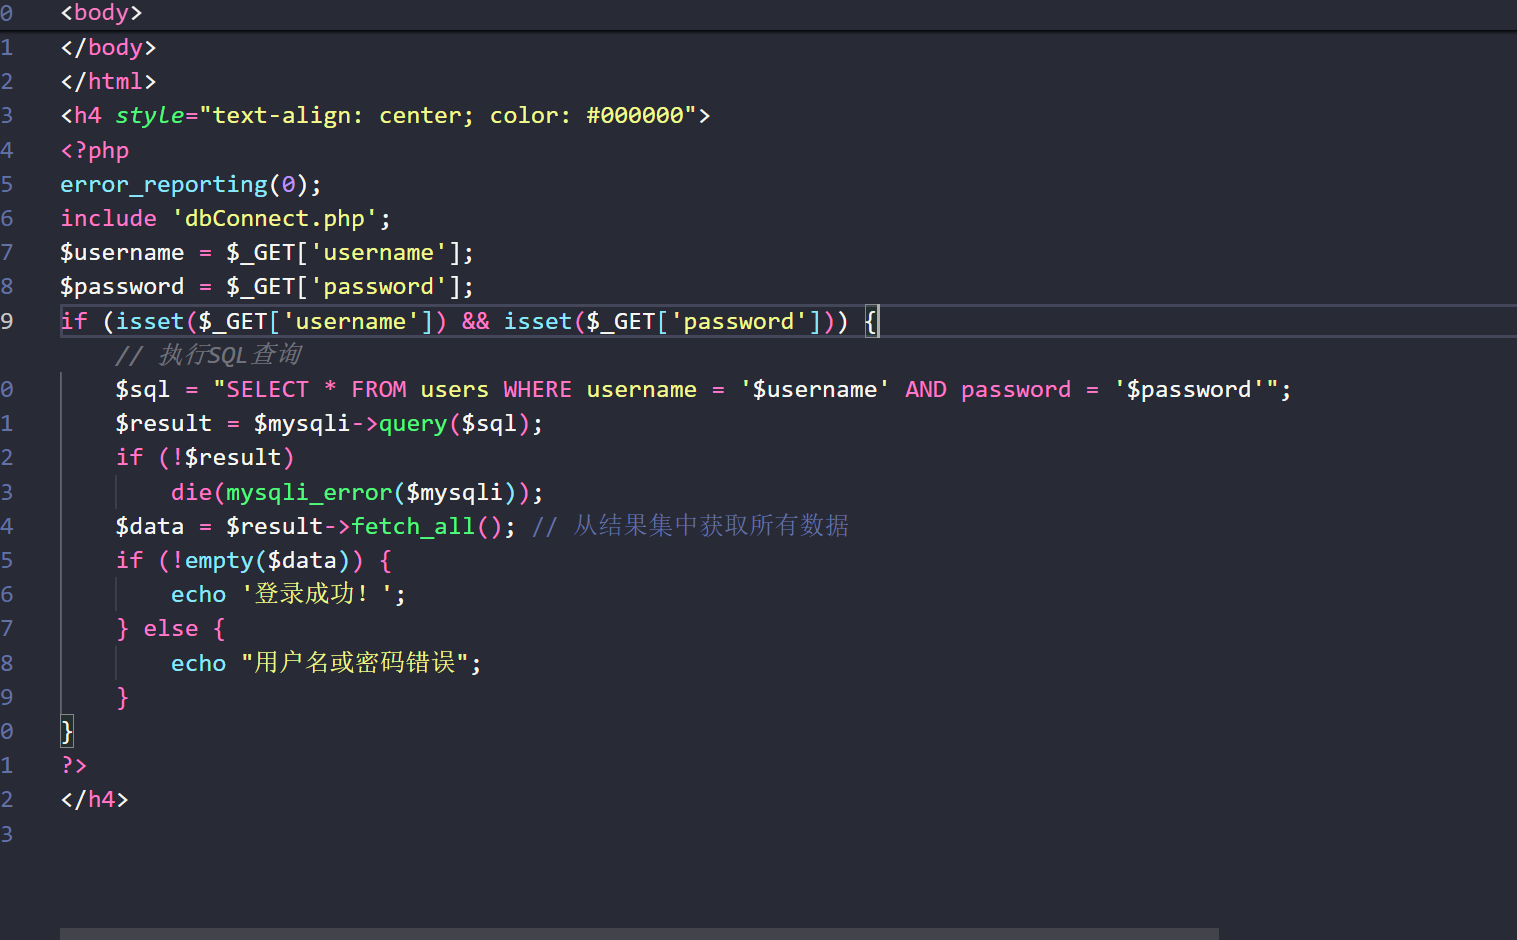 0 <body>
1 </body>
2 </html>
3 <h4 style="text-align: center; color: #000000">
4 <?php
5 error_reporting(0);
6 include 'dbConnect.php';
7 $username = $_GET['username'];
8 $password = $_GET['password'];
9 if (isset($_GET['username']) && isset($_GET['password'])) {
// 执行SQL查询
0 $sql = "SELECT * FROM users WHERE username = '$username' AND password = '$password'";
1 $result = $mysqli->query($sql);
2 if (!$result)
3 die(mysqli_error($mysqli));
4 $data = $result->fetch_all(); // 从结果集中获取所有数据
5 if (!empty($data)) {
6 echo '登录成功！';
7 } else {
8 echo "用户名或密码错误";
9 }
0 }
1 ?>
2 </h4>
3